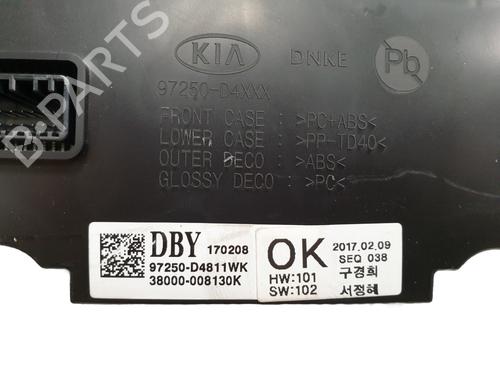 KIA DNKE Pb
97250-D4XXX
FRONT CASE : >PC+ABS<
LOWER CASE : >PP-TD40<
OUTER DECO : >ABS<
GLOSSY DECO : >PC<
DBY 170208
97250-D4811WK
38000-008130K
OK 2017.02.09
SEQ 038
HW:101 구경희
SW:102 서정혜